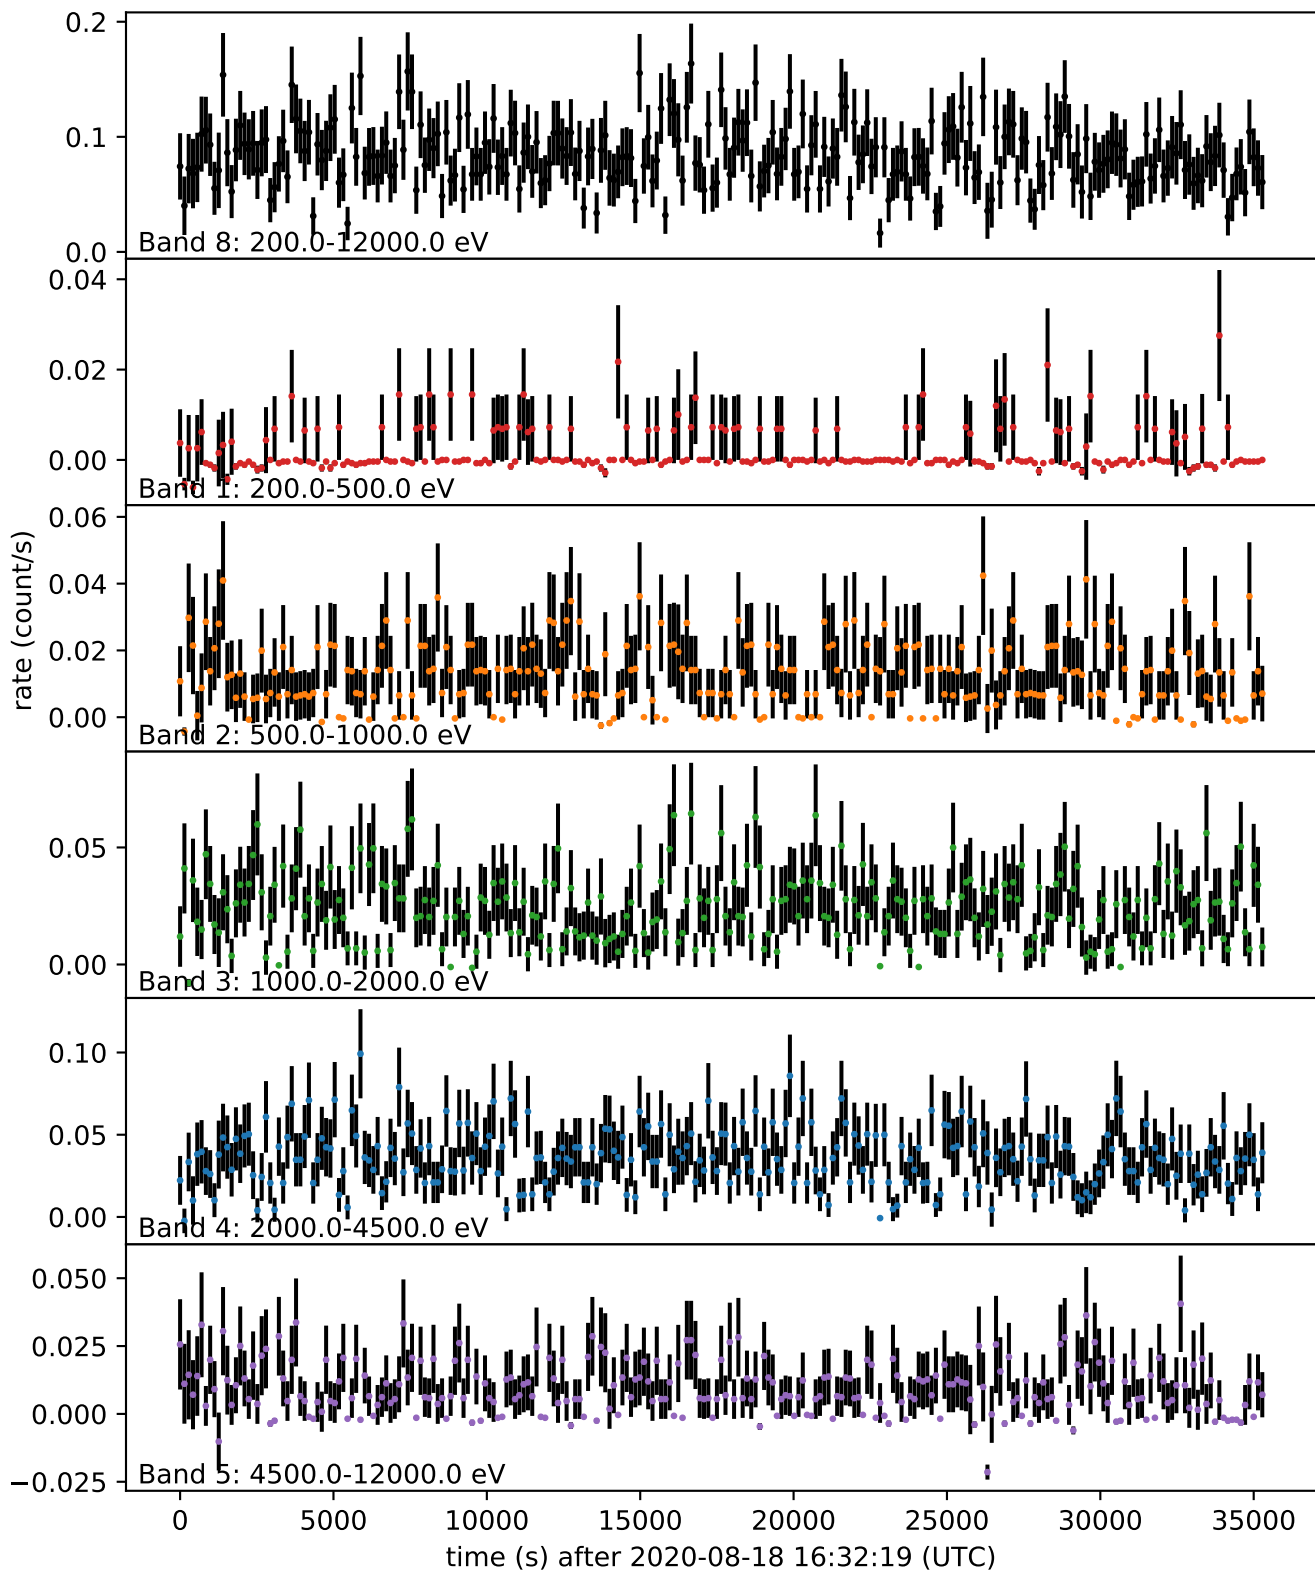 0.2
0.1
0.0
Band 8: 200.0-12000.0 eV
0.04
0.02
0.00
Band 1: 200.0-500.0 eV
rate (count/s)
0.06
0.04
0.02
0.00
Band 2: 500.0-1000.0 eV
0.05
0.00
Band 3: 1000.0-2000.0 eV
0.10
0.05
0.00
Band 4: 2000.0-4500.0 eV
0.050
0.025
0.000
−0.025
Band 5: 4500.0-12000.0 eV
0 5000 10000 15000 20000 25000 30000 35000
time (s) after 2020-08-18 16:32:19 (UTC)